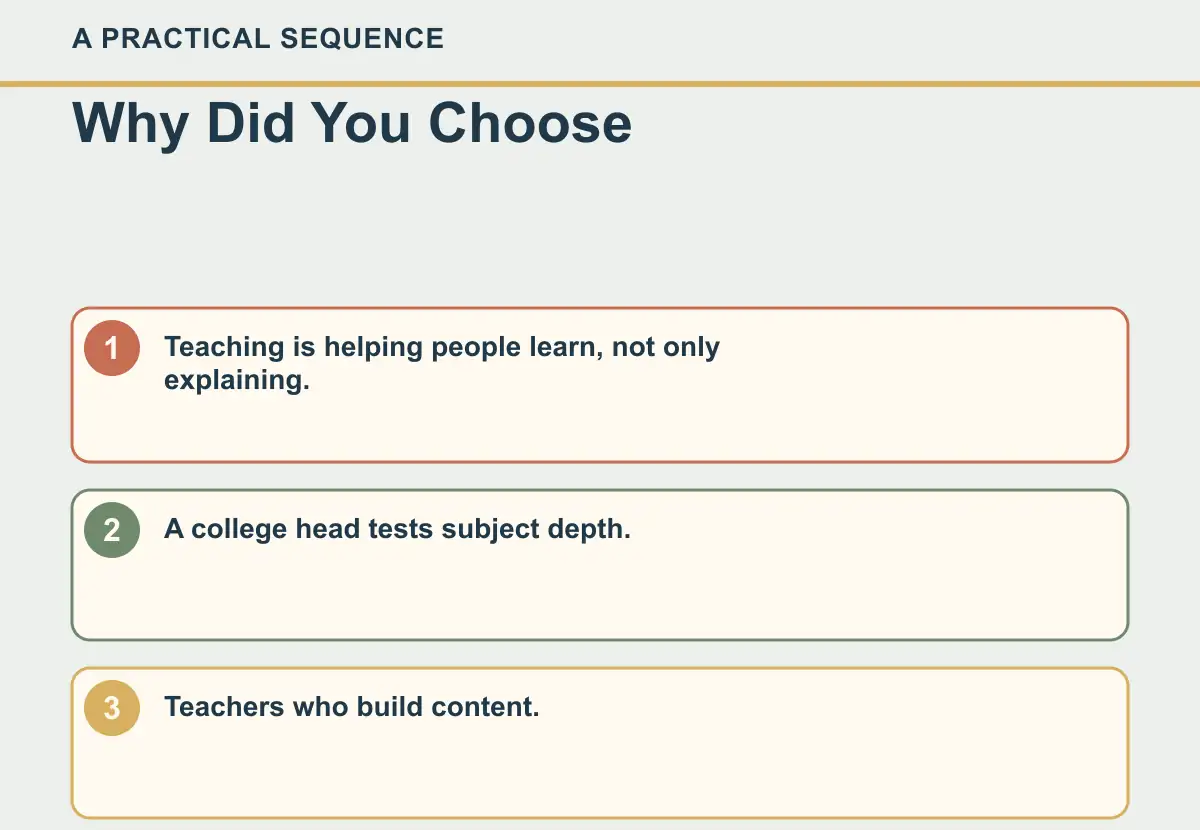 A PRACTICAL SEQUENCE
Why Did You Choose
1
Teaching is helping people learn, not only
explaining.
2
A college head tests subject depth.
3
Teachers who build content.